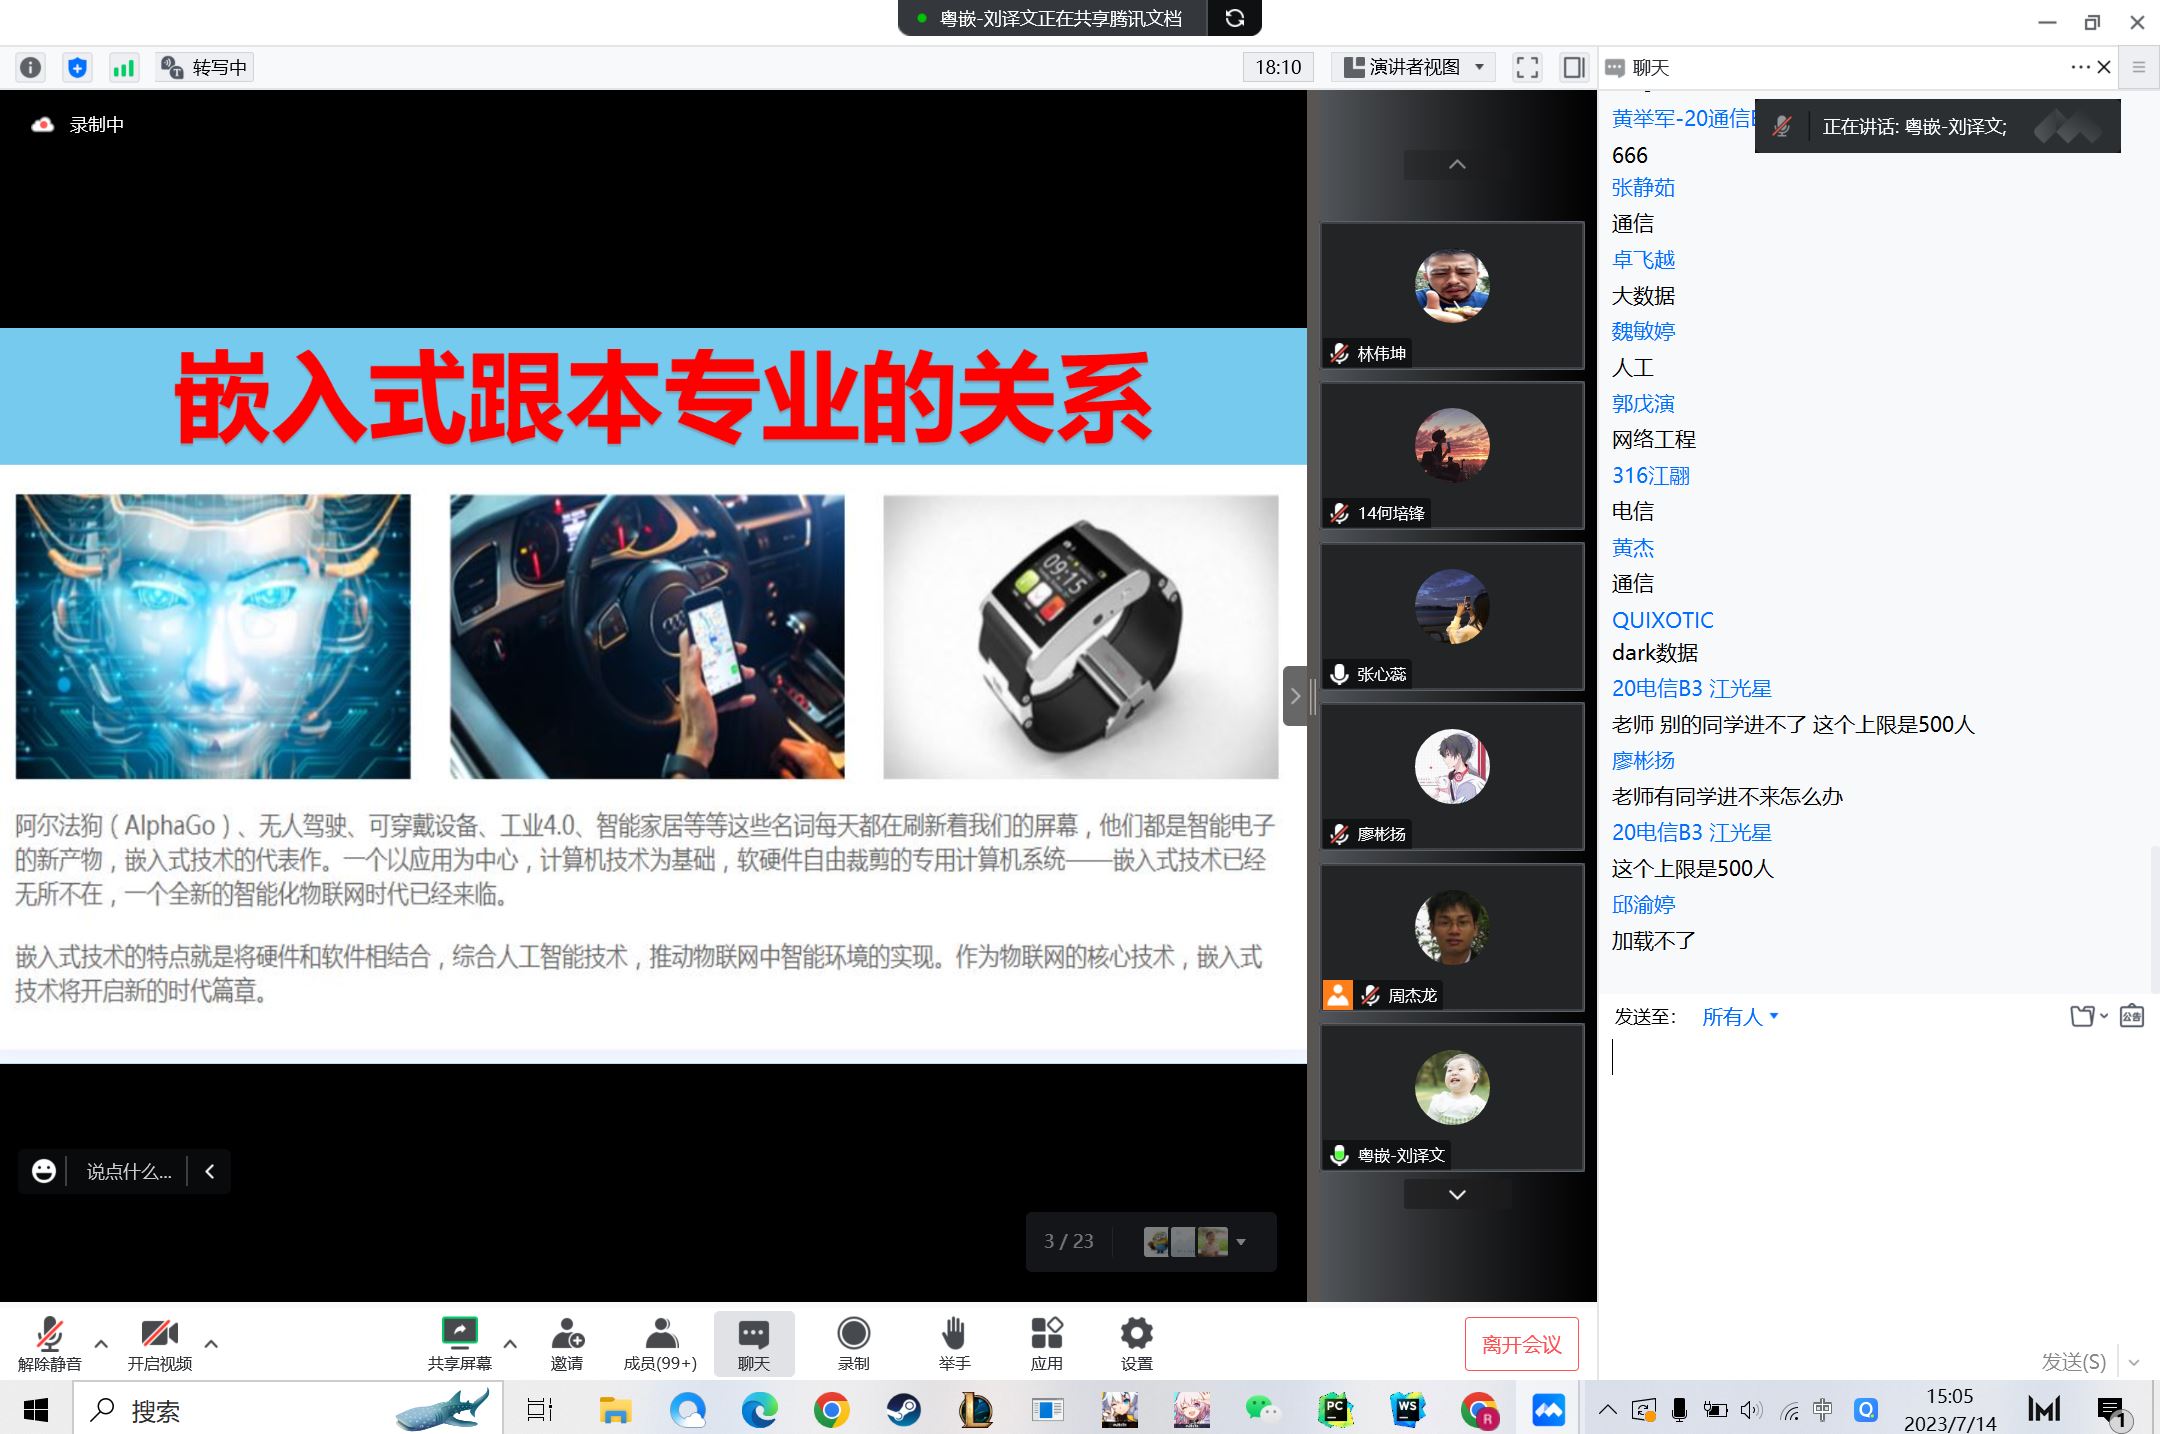 粤嵌-刘译文正在共享腾讯文档
转写中
18:10
演讲者视图
聊天
录制中
正在讲话: 粤嵌-刘译文;
嵌入式跟本专业的关系
09:15
阿尔法狗（AlphaGo）、无人驾驶、可穿戴设备、工业4.0、智能家居等等这些名词每天都在刷新着我们的屏幕，他们都是智能电子
的新产物，嵌入式技术的代表作。一个以应用为中心，计算机技术为基础，软硬件自由裁剪的专用计算机系统——嵌入式技术已经
无所不在，一个全新的智能化物联网时代已经来临。
嵌入式技术的特点就是将硬件和软件相结合，综合人工智能技术，推动物联网中智能环境的实现。作为物联网的核心技术，嵌入式
技术将开启新的时代篇章。
说点什么...
3 / 23
林伟坤
14何培锋
张心蕊
廖彬扬
周杰龙
粤嵌-刘译文
黄举军-20通信
666
张静茹
通信
卓飞越
大数据
魏敏婷
人工
郭戊演
网络工程
316江翮
电信
黄杰
通信
QUIXOTIC
dark数据
20电信B3 江光星
老师 别的同学进不了 这个上限是500人
廖彬扬
老师有同学进不来怎么办
20电信B3 江光星
这个上限是500人
邱渝婷
加载不了
发送至：
所有人
公告
发送(S)
解除静音
开启视频
共享屏幕
邀请
成员(99+)
聊天
录制
举手
应用
设置
离开会议
搜索
PC
WS
R
中
15:05
2023/7/14
1